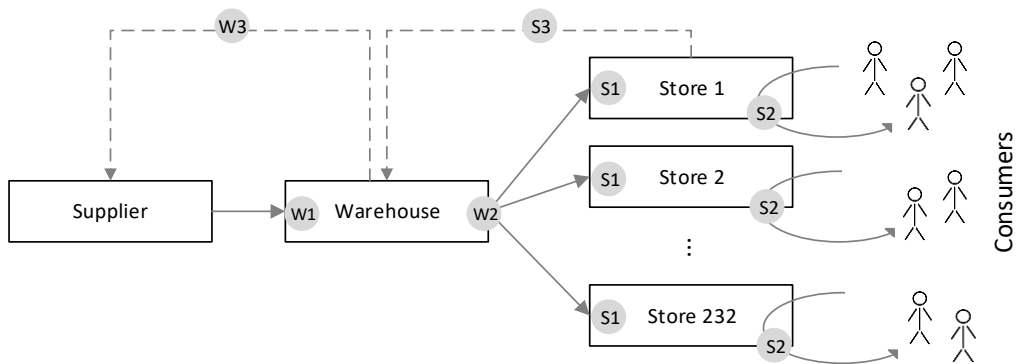 W3
S3
S1
Store 1
S2
Supplier
W1
Warehouse
W2
S1
Store 2
S2
...
S1
Store 232
S2
Consumers